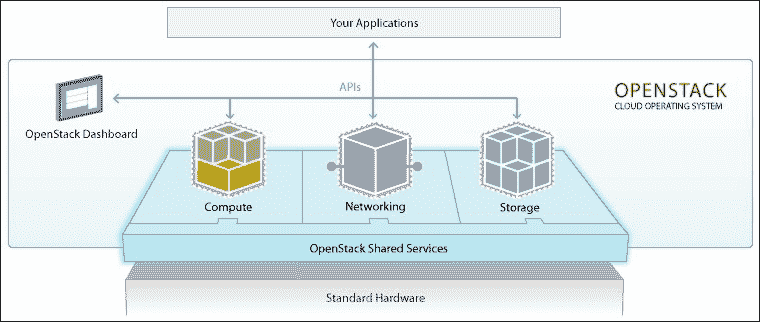 Your Applications
APIs
OPENSTACK
CLOUD OPERATING SYSTEM
OpenStack Dashboard
Compute
Networking
Storage
OpenStack Shared Services
Standard Hardware